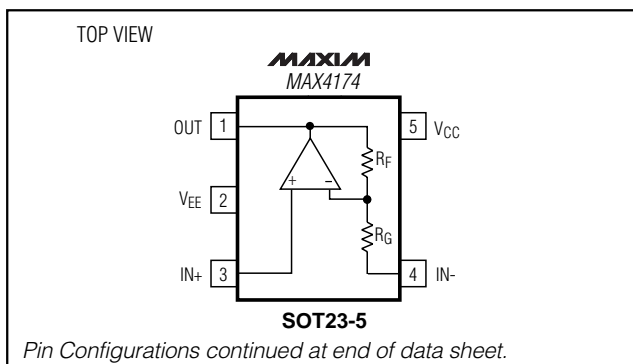 TOP VIEW
MAXIM
MAX4174
OUT 1
5 VCC
RF
+ −
VEE 2
RG
IN+ 3
4 IN-
SOT23-5
Pin Configurations continued at end of data sheet.